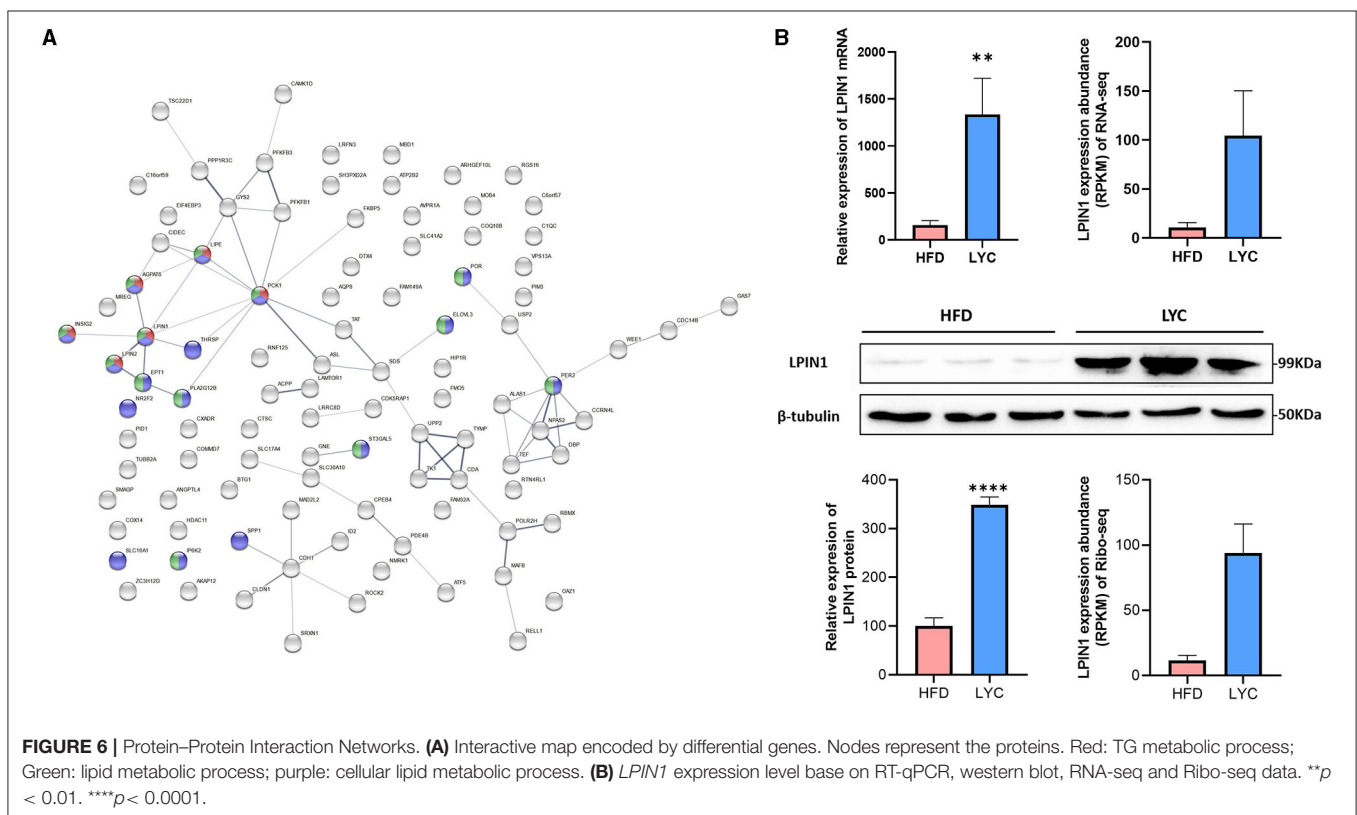 A
CAMK1D
TSC22D1
PFKFB3
LRFN3
MBD1
PPP1R3C
ARHGEF10L
RGS16
C16orf59
SH3PXD2A
ATP2B2
GYS2
MOB4
C6orf57
EIF4EBP3
PFKFB1
FKBP5
AVPR1A
CIDEC
COQ10B
C1QC
LIPE
SLC41A2
VPS13A
DTX4
POR
AGPAT6
PCK1
AQP8
FAM149A
PIM3
MREG
GAS7
INSIG2
LPIN1
TAT
ELOVL3
USP2
CDC14B
THRSP
WEE1
LPIN2
RNF125
ASL
SDS
HIP1R
EPT1
LAMTOR1
PER2
PLA2G12B
ACPP
FMO5
ALAS1
NR2F2
CDK5RAP1
CXADR
CTSC
LRRC8D
CCRN4L
UPP2
TYMP
NPAS2
PID1
GNE
ST3GAL5
COMMD7
SLC17A4
DBP
TEF
TUBB2A
SLC30A10
TK1
CDA
BTG1
RTN4RL1
SMAGP
ANGPTL4
MAD2L2
CPEB4
COX14
HDAC11
POLR2H
RBMX
SPP1
ID2
PDE4B
SLC16A1
IP6K2
CDH1
NMRK1
MAFB
ZC3H12D
AKAP12
CLDN1
ROCK2
ATF5
OAZ1
SRXN1
RELL1
B
Relative expression of LPIN1 mRNA
2000
1500
1000
500
0
**
HFD LYC
LPIN1 expression abundance
(RPKM) of RNA-seq
200
150
100
50
0
HFD LYC
HFD LYC
LPIN1 -99KDa
β-tubulin -50KDa
Relative expression of
LPIN1 protein
400
300
200
100
0
****
HFD LYC
LPIN1 expression abundance
(RPKM) of Ribo-seq
150
100
50
0
HFD LYC
FIGURE 6 | Protein–Protein Interaction Networks. (A) Interactive map encoded by differential genes. Nodes represent the proteins. Red: TG metabolic process;
Green: lipid metabolic process; purple: cellular lipid metabolic process. (B) LPIN1 expression level base on RT-qPCR, western blot, RNA-seq and Ribo-seq data. **p
< 0.01. ****p< 0.0001.